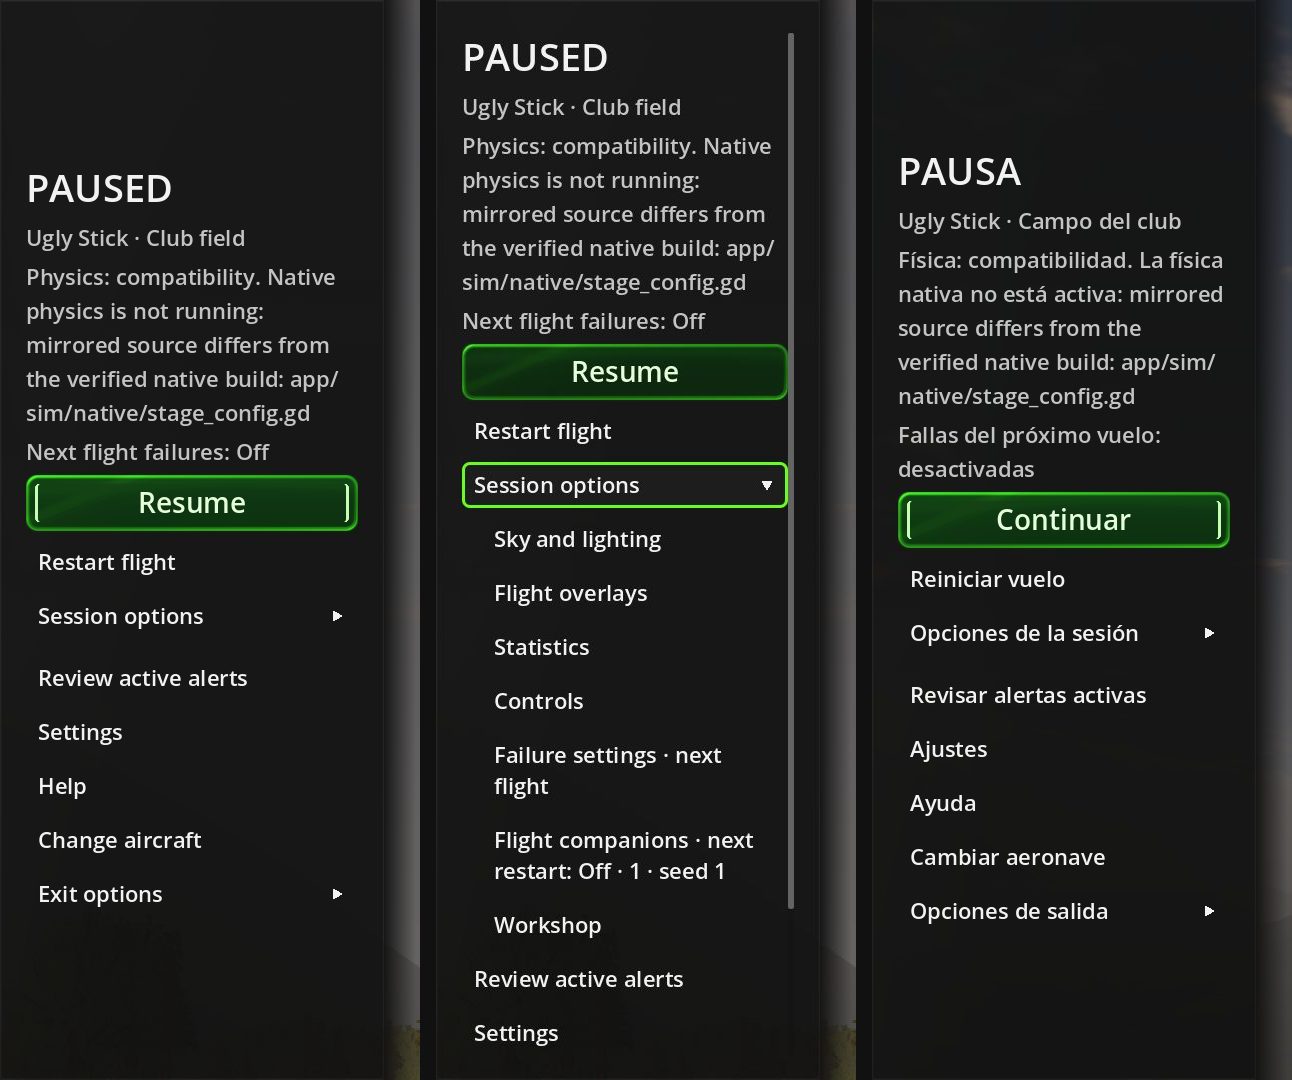 PAUSED
Ugly Stick · Club field
Physics: compatibility. Native
physics is not running:
mirrored source differs from
the verified native build: app/
sim/native/stage_config.gd
Next flight failures: Off
Resume
Restart flight
Session options
Review active alerts
Settings
Help
Change aircraft
Exit options
PAUSED
Ugly Stick · Club field
Physics: compatibility. Native
physics is not running:
mirrored source differs from
the verified native build: app/
sim/native/stage_config.gd
Next flight failures: Off
Resume
Restart flight
Session options
Sky and lighting
Flight overlays
Statistics
Controls
Failure settings · next
flight
Flight companions · next
restart: Off · 1 · seed 1
Workshop
Review active alerts
Settings
PAUSA
Ugly Stick · Campo del club
Física: compatibilidad. La física
nativa no está activa: mirrored
source differs from the
verified native build: app/sim/
native/stage_config.gd
Fallas del próximo vuelo:
desactivadas
Continuar
Reiniciar vuelo
Opciones de la sesión
Revisar alertas activas
Ajustes
Ayuda
Cambiar aeronave
Opciones de salida